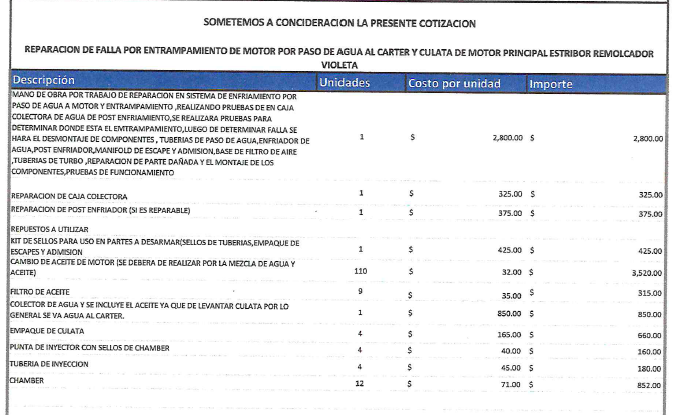 SOMETEMOS A CONCIDERACION LA PRESENTE COTIZACION
REPARACION DE FALLA POR ENTRAMPAMIENTO DE MOTOR POR PASO DE AGUA AL CARTER Y CULATA DE MOTOR PRINCIPAL ESTRIBOR REMOLCADOR
VIOLETA
Descripción Unidades Costo por unidad Importe
MANO DE OBRA POR TRABAJO DE REPARACION EN SISTEMA DE ENFRIAMIENTO POR
PASO DE AGUA A MOTOR Y ENTRAMPAMIENTO ,REALIZANDO PRUEBAS DE EN CAJA
COLECTORA DE AGUA DE POST ENFRIAMIENTO,SE REALIZARA PRUEBAS PARA
DETERMINAR DONDE ESTA EL EMTRAMPAMIENTO,LUEGO DE DETERMINAR FALLA SE
HARA EL DESMONTAJE DE COMPONENTES , TUBERIAS DE PASO DE AGUA,ENFRIADOR DE
AGUA,POST ENFRIADOR,MANIFOLD DE ESCAPE Y ADMISION,BASE DE FILTRO DE AIRE
,TUBERIAS DE TURBO ,REPARACION DE PARTE DAÑADA Y EL MONTAJE DE LOS
COMPONENTES,PRUEBAS DE FUNCIONAMIENTO
1 $ 2,800.00 $ 2,800.00
REPARACION DE CAJA COLECTORA 1 $ 325.00 $ 325.00
REPARACION DE POST ENFRIADOR (SI ES REPARABLE) 1 $ 375.00 $ 375.00
REPUESTOS A UTILIZAR
KIT DE SELLOS PARA USO EN PARTES A DESARMAR(SELLOS DE TUBERIAS,EMPAQUE DE
ESCAPES Y ADMISION 1 $ 425.00 $ 425.00
CAMBIO DE ACEITE DE MOTOR (SE DEBERA DE REALIZAR POR LA MEZCLA DE AGUA Y
ACEITE) 110 $ 32.00 $ 3,520.00
FILTRO DE ACEITE 9 $ 35.00 $ 315.00
COLECTOR DE AGUA Y SE INCLUYE EL ACEITE YA QUE DE LEVANTAR CULATA POR LO
GENERAL SE VA AGUA AL CARTER. 1 $ 850.00 $ 850.00
EMPAQUE DE CULATA 4 $ 165.00 $ 660.00
PUNTA DE INYECTOR CON SELLOS DE CHAMBER 4 $ 40.00 $ 160.00
TUBERIA DE INYECCION 4 $ 45.00 $ 180.00
CHAMBER 12 $ 71.00 $ 852.00